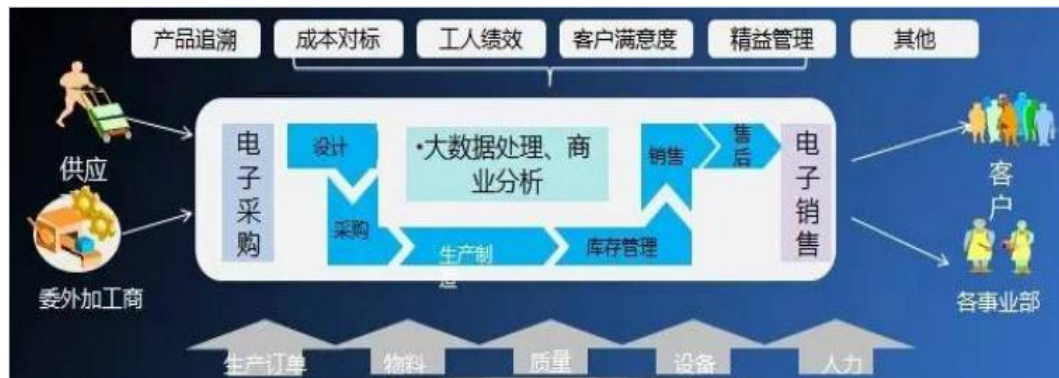 产品追溯
成本对标
工人绩效
客户满意度
精益管理
其他
供应
委外加工商
电子采购
设计
采购
生产制
造
•大数据处理、商
业分析
库存管理
销售
售后
电子销售
客户
各事业部
生产订单
物料
质量
设备
人力